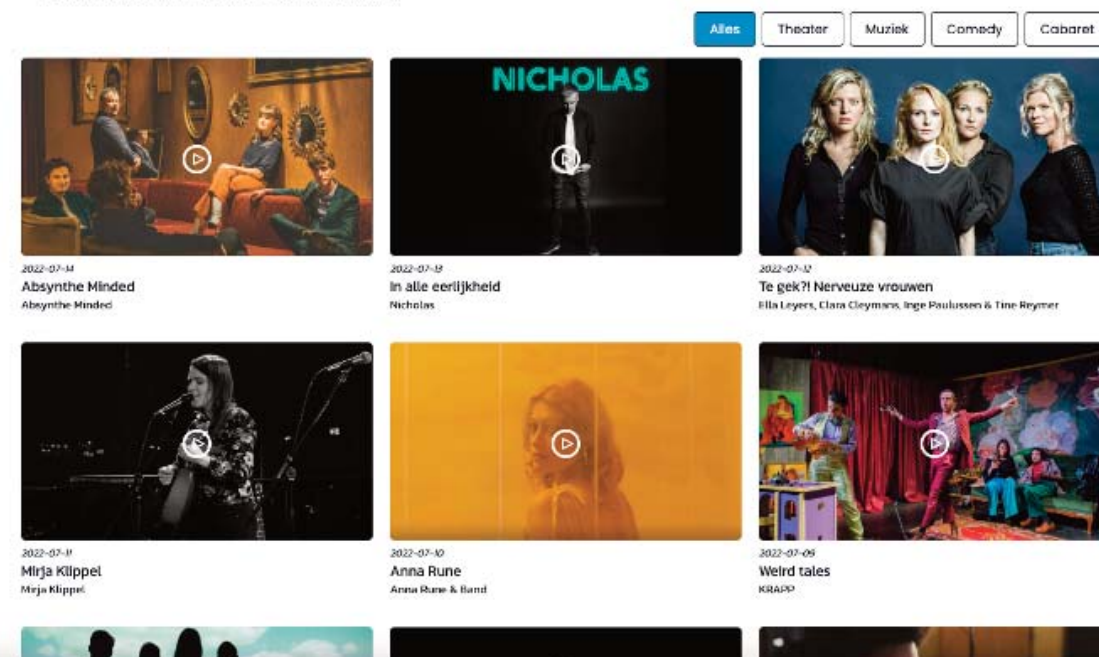 Alles
Theater
Muziek
Comedy
Cabaret
NICHOLAS
2022-07-14
Absynthe Minded
Absynthe Minded
2022-07-13
In alle eerlijkheid
Nicholas
2022-07-12
Te gek?! Nerveuze vrouwen
Ella Leyers, Clara Cleymans, Inge Paulussen & Tine Reymer
2022-07-11
Mirja Klippel
Mirja Klippel
2022-07-10
Anna Rune
Anna Rune & Band
2022-07-09
Weird tales
KRAPP